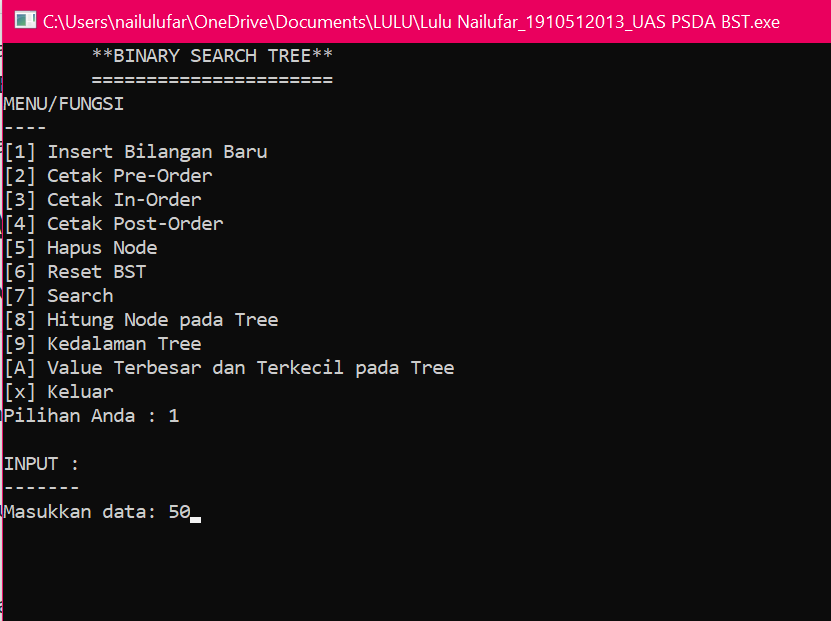 C:\Users\nailulufar\OneDrive\Documents\LULU\Lulu Nailufar_1910512013_UAS PSDA BST.exe
**BINARY SEARCH TREE**
======================
MENU/FUNGSI
----
[1] Insert Bilangan Baru
[2] Cetak Pre-Order
[3] Cetak In-Order
[4] Cetak Post-Order
[5] Hapus Node
[6] Reset BST
[7] Search
[8] Hitung Node pada Tree
[9] Kedalaman Tree
[A] Value Terbesar dan Terkecil pada Tree
[x] Keluar
Pilihan Anda : 1
INPUT :
-------
Masukkan data: 50